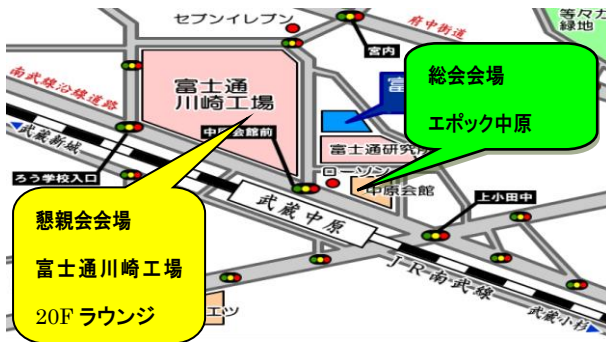 セブンイレブン
宮内
府中街道
等々力
緑地
南武線沿線道路
富士通
川崎工場
富
総会会場
エポック中原
中原会館前
富士通研究所
ローソン
中原会館
武蔵新城
ろう学校入口
上小田中
武蔵中原
JR南武線
武蔵小杉
懇親会会場
富士通川崎工場
20F ラウンジ
エツ